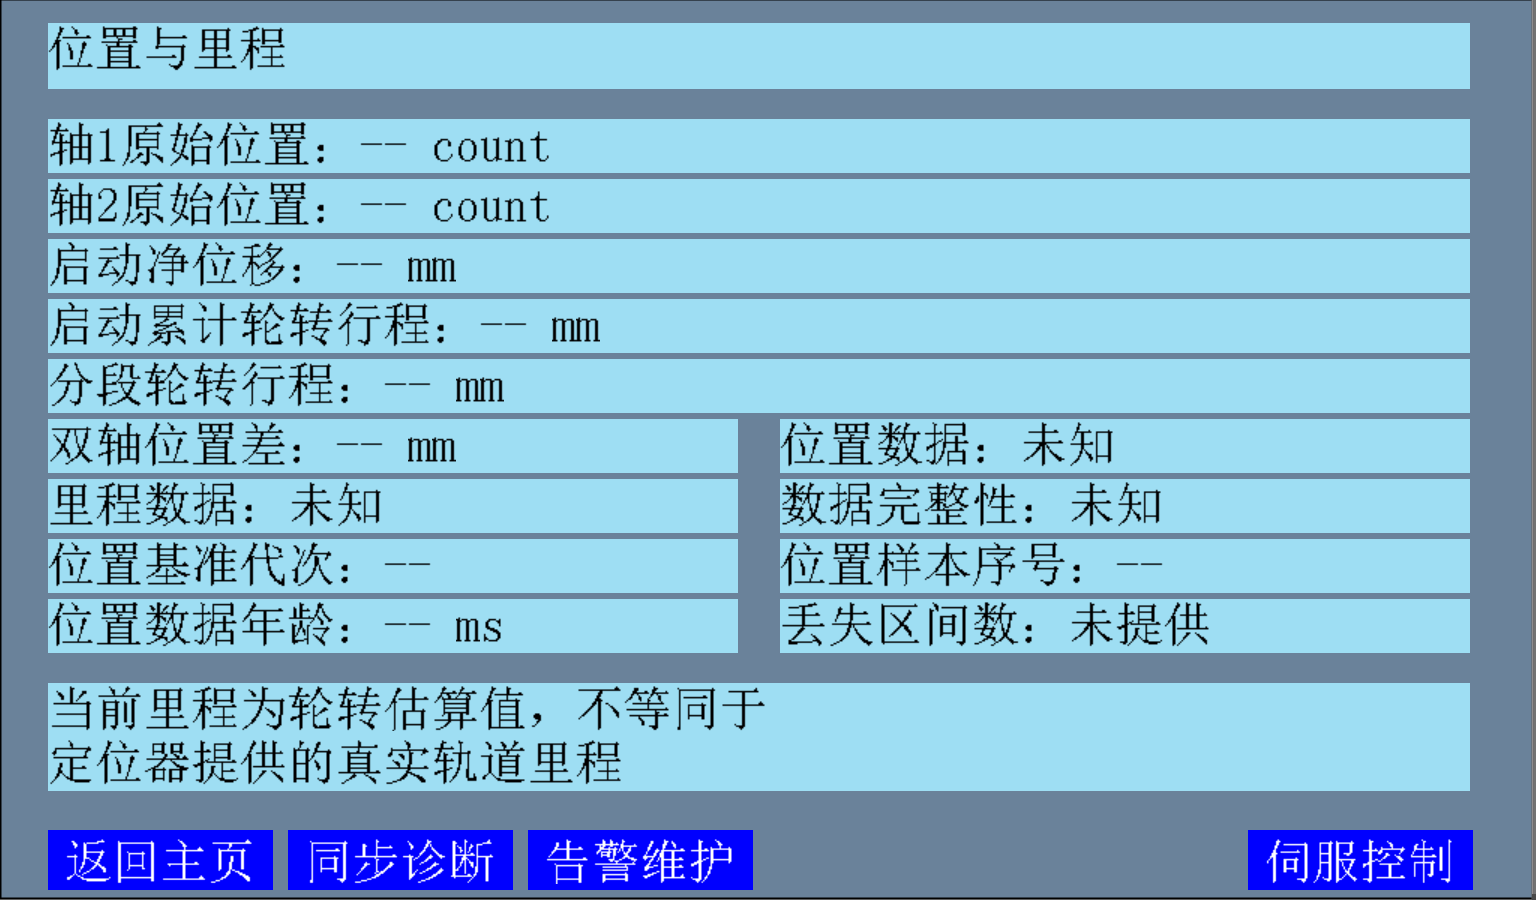 位置与里程
轴1原始位置：-- count
轴2原始位置：-- count
启动净位移：-- mm
启动累计轮转行程：-- mm
分段轮转行程：-- mm
双轴位置差：-- mm
位置数据：未知
里程数据：未知
数据完整性：未知
位置基准代次：--
位置样本序号：--
位置数据年龄：-- ms
丢失区间数：未提供
当前里程为轮转估算值，不等同于
定位器提供的真实轨道里程
返回主页
同步诊断
告警维护
伺服控制